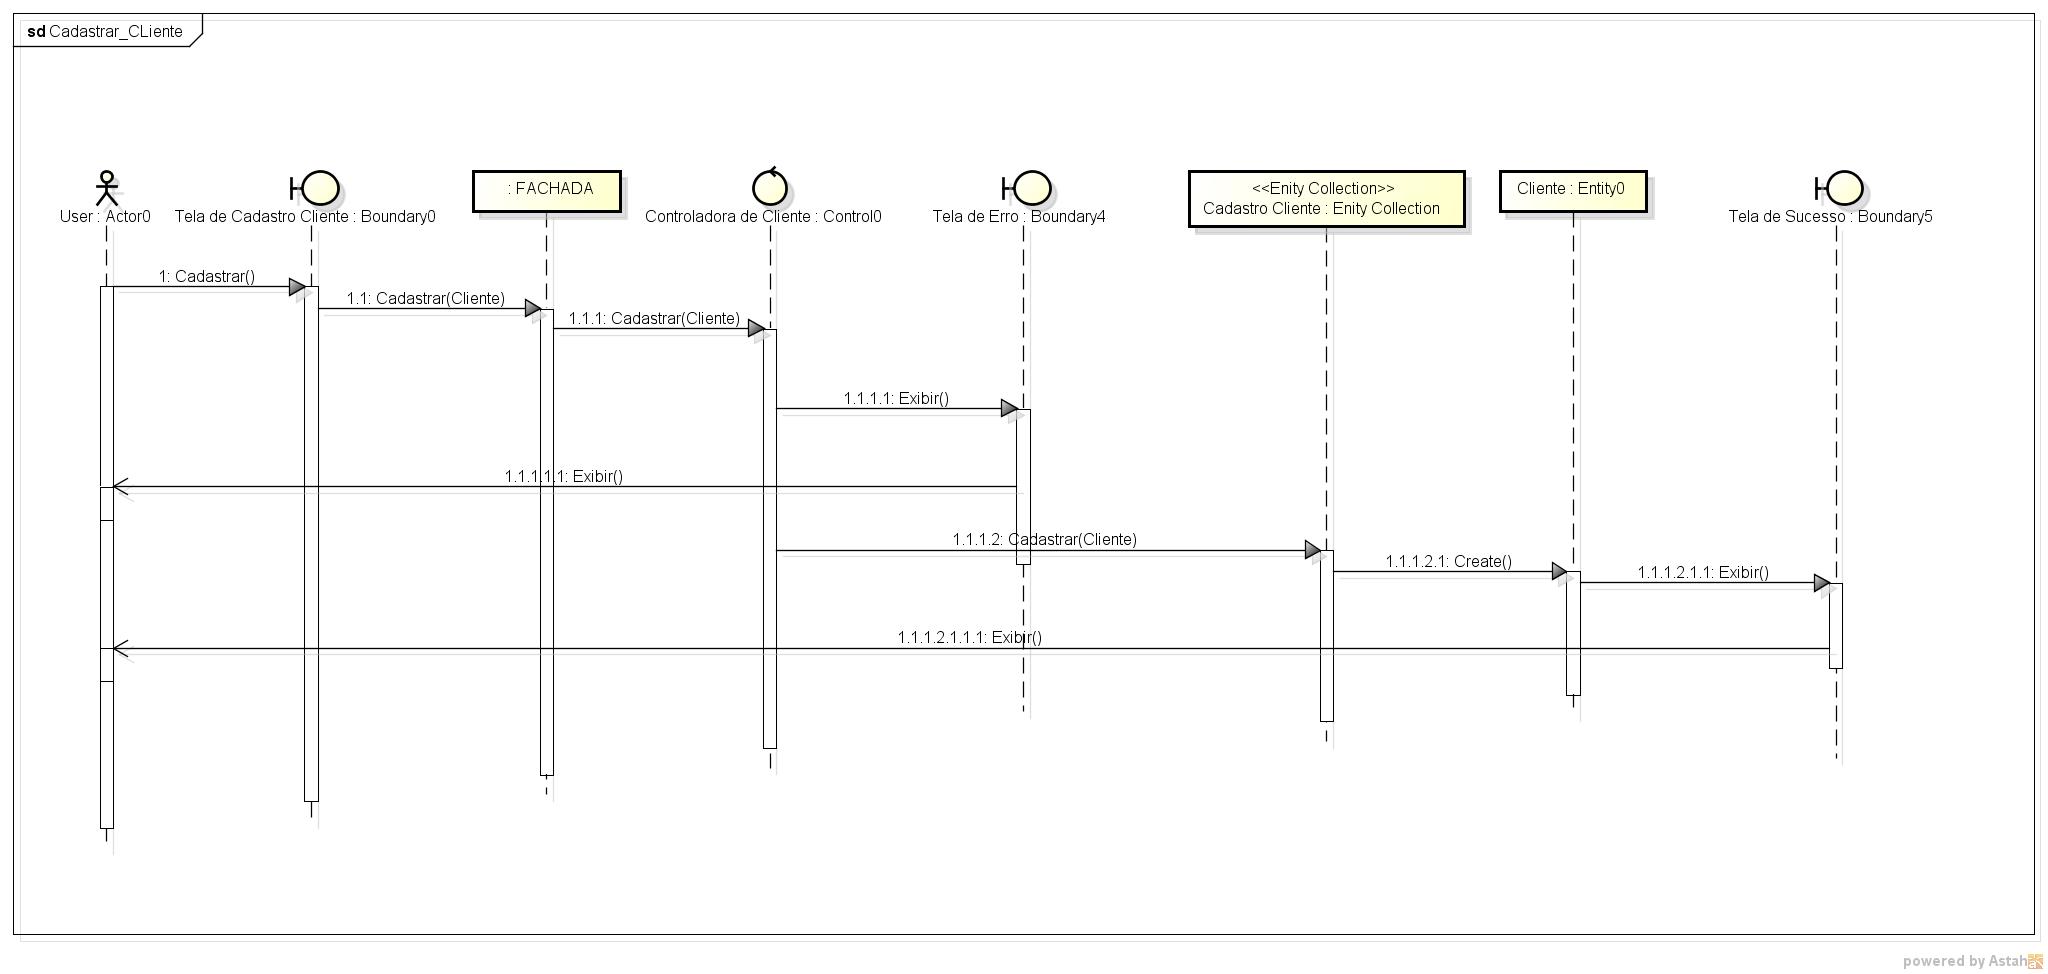 sd Cadastrar_CLiente
User : Actor0
Tela de Cadastro Cliente : Boundary0
: FACHADA
Controladora de Cliente : Control0
Tela de Erro : Boundary4
<<Enity Collection>>
Cadastro Cliente : Enity Collection
Cliente : Entity0
Tela de Sucesso : Boundary5
1: Cadastrar()
1.1: Cadastrar(Cliente)
1.1.1: Cadastrar(Cliente)
1.1.1.1: Exibir()
1.1.1.1.1: Exibir()
1.1.1.2: Cadastrar(Cliente)
1.1.1.2.1: Create()
1.1.1.2.1.1: Exibir()
1.1.1.2.1.1.1: Exibir()
powered by Astah